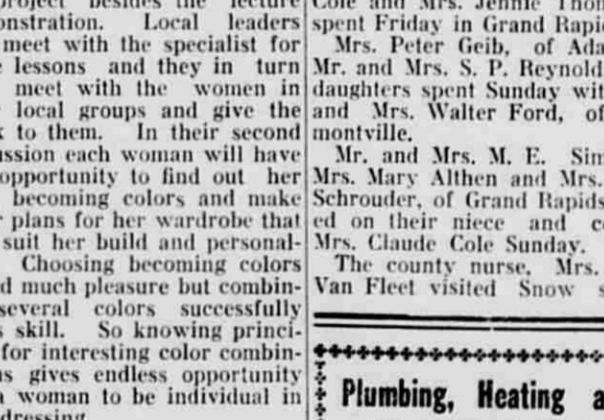 project besides the lecture
onstration. Local leaders
meet with the specialist for
lessons and they in turn
meet with the women in
local groups and give the
to them. In their second
ussion each woman will have
opportunity to find out her
becoming colors and make
plans for her wardrobe that
suit her build and personal-
Choosing becoming colors
d much pleasure but combin-
several colors successfully
s skill. So knowing princi-
for interesting color combin-
ns gives endless opportunity
a woman to be individual in
dressing.
Cole and Mrs. Jennie Thom
spent Friday in Grand Rapid
Mrs. Peter Geib, of Ada
Mr. and Mrs. S. P. Reynold
daughters spent Sunday wit
and Mrs. Walter Ford, of
montville.
Mr. and Mrs. M. E. Sim
Mrs. Mary Althen and Mrs.
Schrouder, of Grand Rapids
ed on their niece and co
Mrs. Claude Cole Sunday.
The county nurse, Mrs.
Van Fleet visited Snow s
Plumbing, Heating a